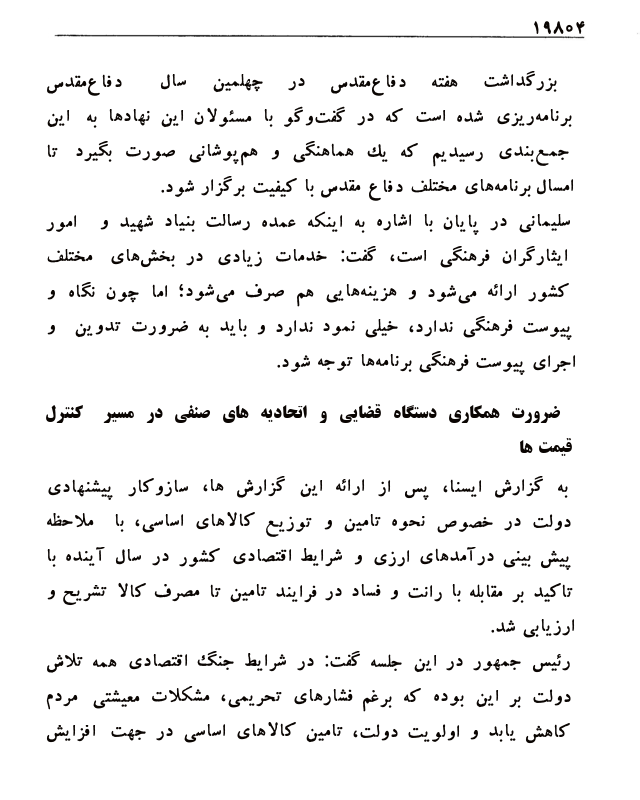 ۱۹۸۰۴
بزرگداشت هفته دفاع‌مقدس در چهلمین سال دفاع‌مقدس
برنامه‌ریزی شده است که در گفت‌وگو با مسئولان این نهادها به این
جمع‌بندی رسیدیم که یك هماهنگی و هم‌پوشانی صورت بگیرد تا
امسال برنامه‌های مختلف دفاع مقدس با کیفیت برگزار شود.
سلیمانی در پایان با اشاره به اینکه عمده رسالت بنیاد شهید و امور
ایثارگران فرهنگی است، گفت: خدمات زیادی در بخش‌های مختلف
کشور ارائه می‌شود و هزینه‌هایی هم صرف می‌شود؛ اما چون نگاه و
پیوست فرهنگی ندارد، خیلی نمود ندارد و باید به ضرورت تدوین و
اجرای پیوست فرهنگی برنامه‌ها توجه شود.
ضرورت همکاری دستگاه قضایی و اتحادیه های صنفی در مسیر کنترل
قیمت ها
به گزارش ایسنا، پس از ارائه این گزارش ها، سازوکار پیشنهادی
دولت در خصوص نحوه تامین و توزیع کالاهای اساسی، با ملاحظه
پیش بینی درآمدهای ارزی و شرایط اقتصادی کشور در سال آینده با
تاکید بر مقابله با رانت و فساد در فرایند تامین تا مصرف کالا تشریح و
ارزیابی شد.
رئیس جمهور در این جلسه گفت: در شرایط جنگ اقتصادی همه تلاش
دولت بر این بوده که برغم فشارهای تحریمی، مشکلات معیشتی مردم
کاهش یابد و اولویت دولت، تامین کالاهای اساسی در جهت افزایش